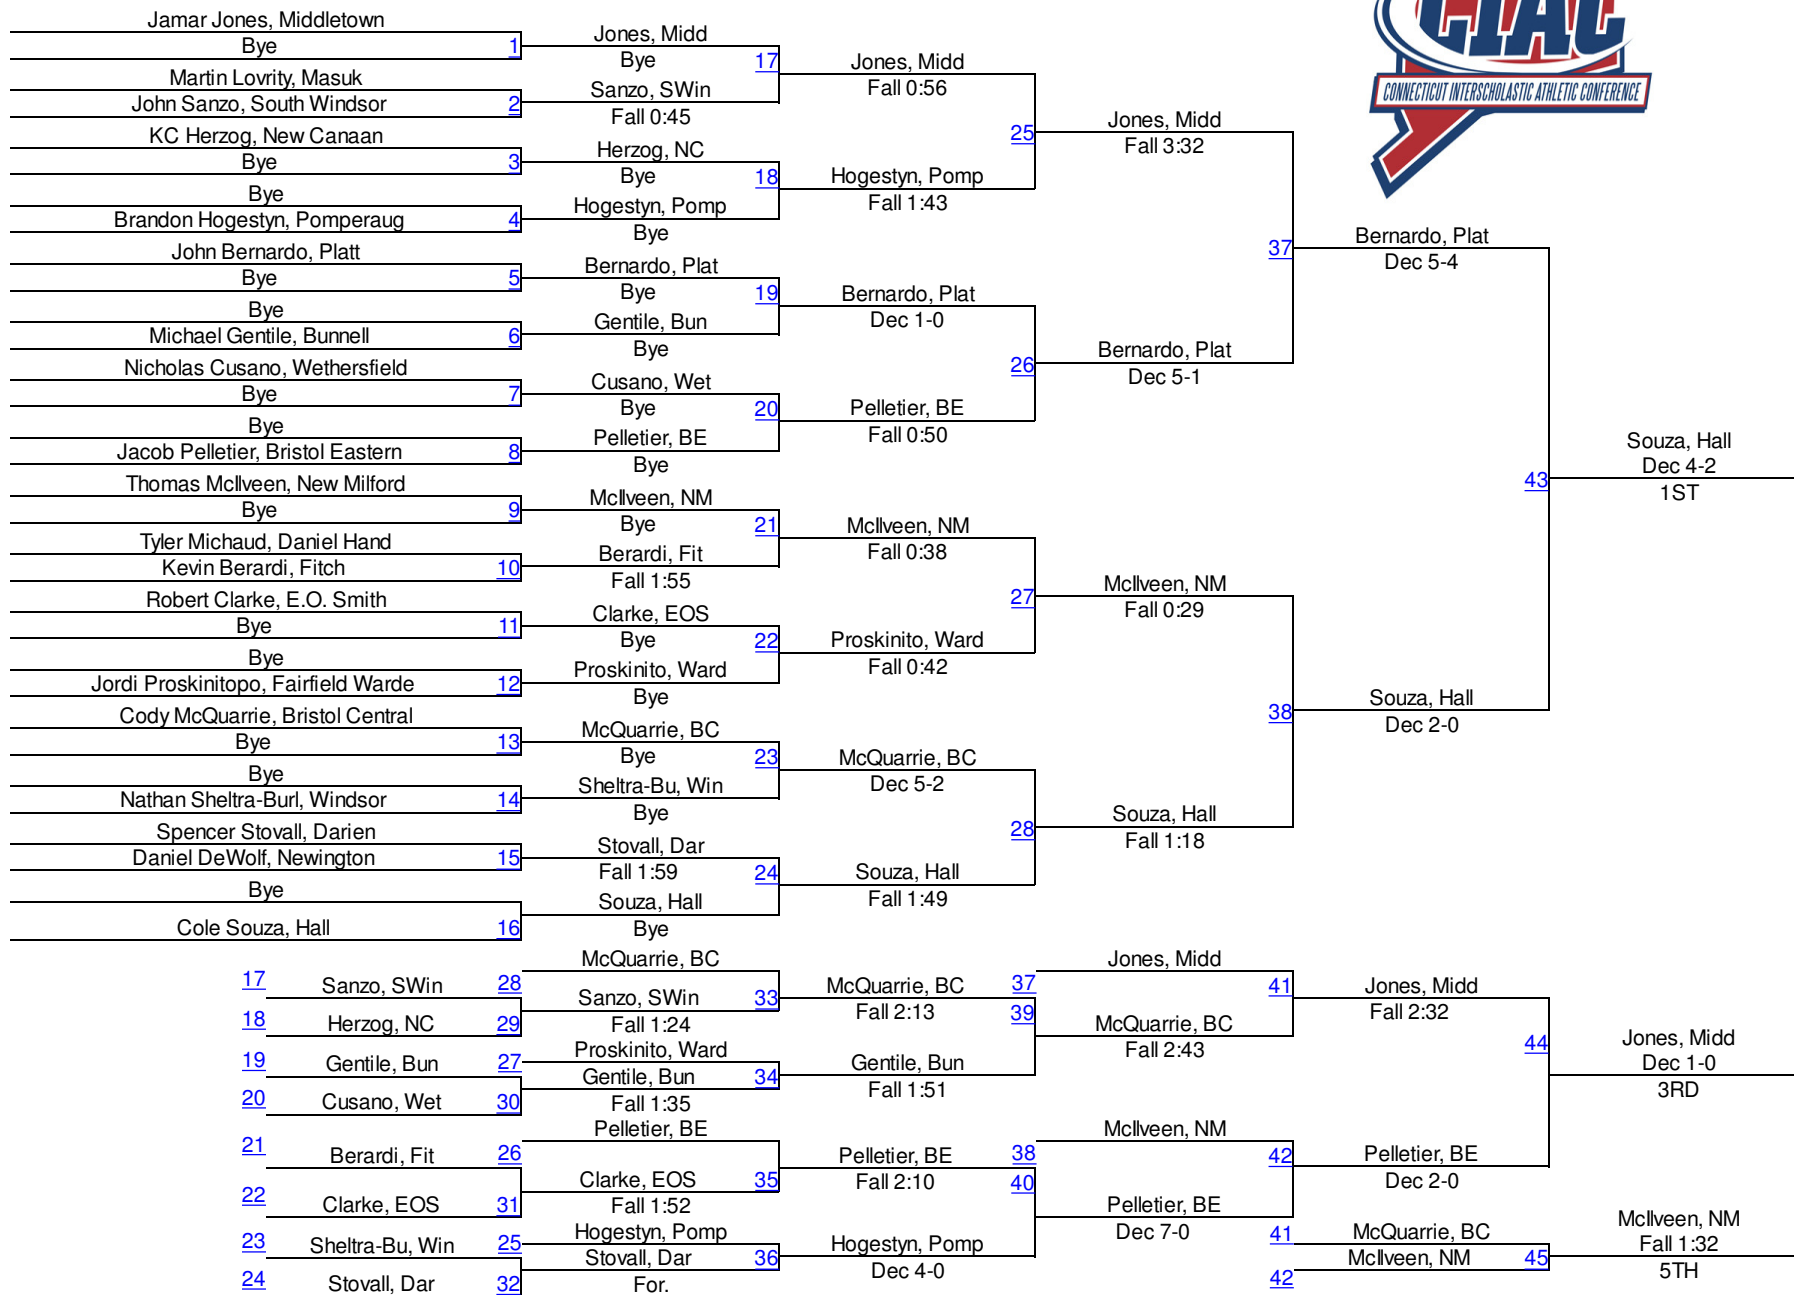 CIAC
CONNECTICUT INTERSCHOLASTIC ATHLETIC CONFERENCE
Jamar Jones, Middletown
Bye
1
Martin Lovrity, Masuk
John Sanzo, South Windsor
2
KC Herzog, New Canaan
Bye
3
Bye
Brandon Hogestyn, Pomperaug
4
John Bernardo, Platt
Bye
5
Bye
Michael Gentile, Bunnell
6
Nicholas Cusano, Wethersfield
Bye
7
Bye
Jacob Pelletier, Bristol Eastern
8
Thomas McIlveen, New Milford
Bye
9
Tyler Michaud, Daniel Hand
Kevin Berardi, Fitch
10
Robert Clarke, E.O. Smith
Bye
11
Bye
Jordi Proskinitopo, Fairfield Warde
12
Cody McQuarrie, Bristol Central
Bye
13
Bye
Nathan Sheltra-Burl, Windsor
14
Spencer Stovall, Darien
Daniel DeWolf, Newington
15
Bye
Cole Souza, Hall
16
Jones, Midd
Bye
17
Sanzo, SWin
Fall 0:45
Herzog, NC
Bye
18
Hogestyn, Pomp
Bye
Bernardo, Plat
Bye
19
Gentile, Bun
Bye
Cusano, Wet
Bye
20
Pelletier, BE
Bye
McIlveen, NM
Bye
21
Berardi, Fit
Fall 1:55
Clarke, EOS
Bye
22
Proskinito, Ward
Bye
McQuarrie, BC
Bye
23
Sheltra-Bu, Win
Bye
Stovall, Dar
Fall 1:59
24
Souza, Hall
Bye
Jones, Midd
Fall 0:56
25
Hogestyn, Pomp
Fall 1:43
Bernardo, Plat
Dec 1-0
26
Pelletier, BE
Fall 0:50
McIlveen, NM
Fall 0:38
27
Proskinito, Ward
Fall 0:42
McQuarrie, BC
Dec 5-2
28
Souza, Hall
Fall 1:49
Jones, Midd
Fall 3:32
37
Bernardo, Plat
Dec 5-1
McIlveen, NM
Fall 0:29
38
Souza, Hall
Fall 1:18
Bernardo, Plat
Dec 5-4
43
Souza, Hall
Dec 2-0
Souza, Hall
Dec 4-2
1ST
17
Sanzo, SWin
28
18
Herzog, NC
29
19
Gentile, Bun
27
20
Cusano, Wet
30
21
Berardi, Fit
26
22
Clarke, EOS
31
23
Sheltra-Bu, Win
25
24
Stovall, Dar
32
McQuarrie, BC
Sanzo, SWin
33
Fall 1:24
Proskinito, Ward
Gentile, Bun
34
Fall 1:35
Pelletier, BE
Clarke, EOS
35
Fall 1:52
Hogestyn, Pomp
Stovall, Dar
36
For.
McQuarrie, BC
Fall 2:13
37
39
Gentile, Bun
Fall 1:51
Pelletier, BE
Fall 2:10
38
40
Hogestyn, Pomp
Dec 4-0
Jones, Midd
41
McQuarrie, BC
Fall 2:43
McIlveen, NM
42
Pelletier, BE
Dec 7-0
Jones, Midd
Fall 2:32
44
Pelletier, BE
Dec 2-0
41
McQuarrie, BC
McIlveen, NM
45
42
Jones, Midd
Dec 1-0
3RD
McIlveen, NM
Fall 1:32
5TH